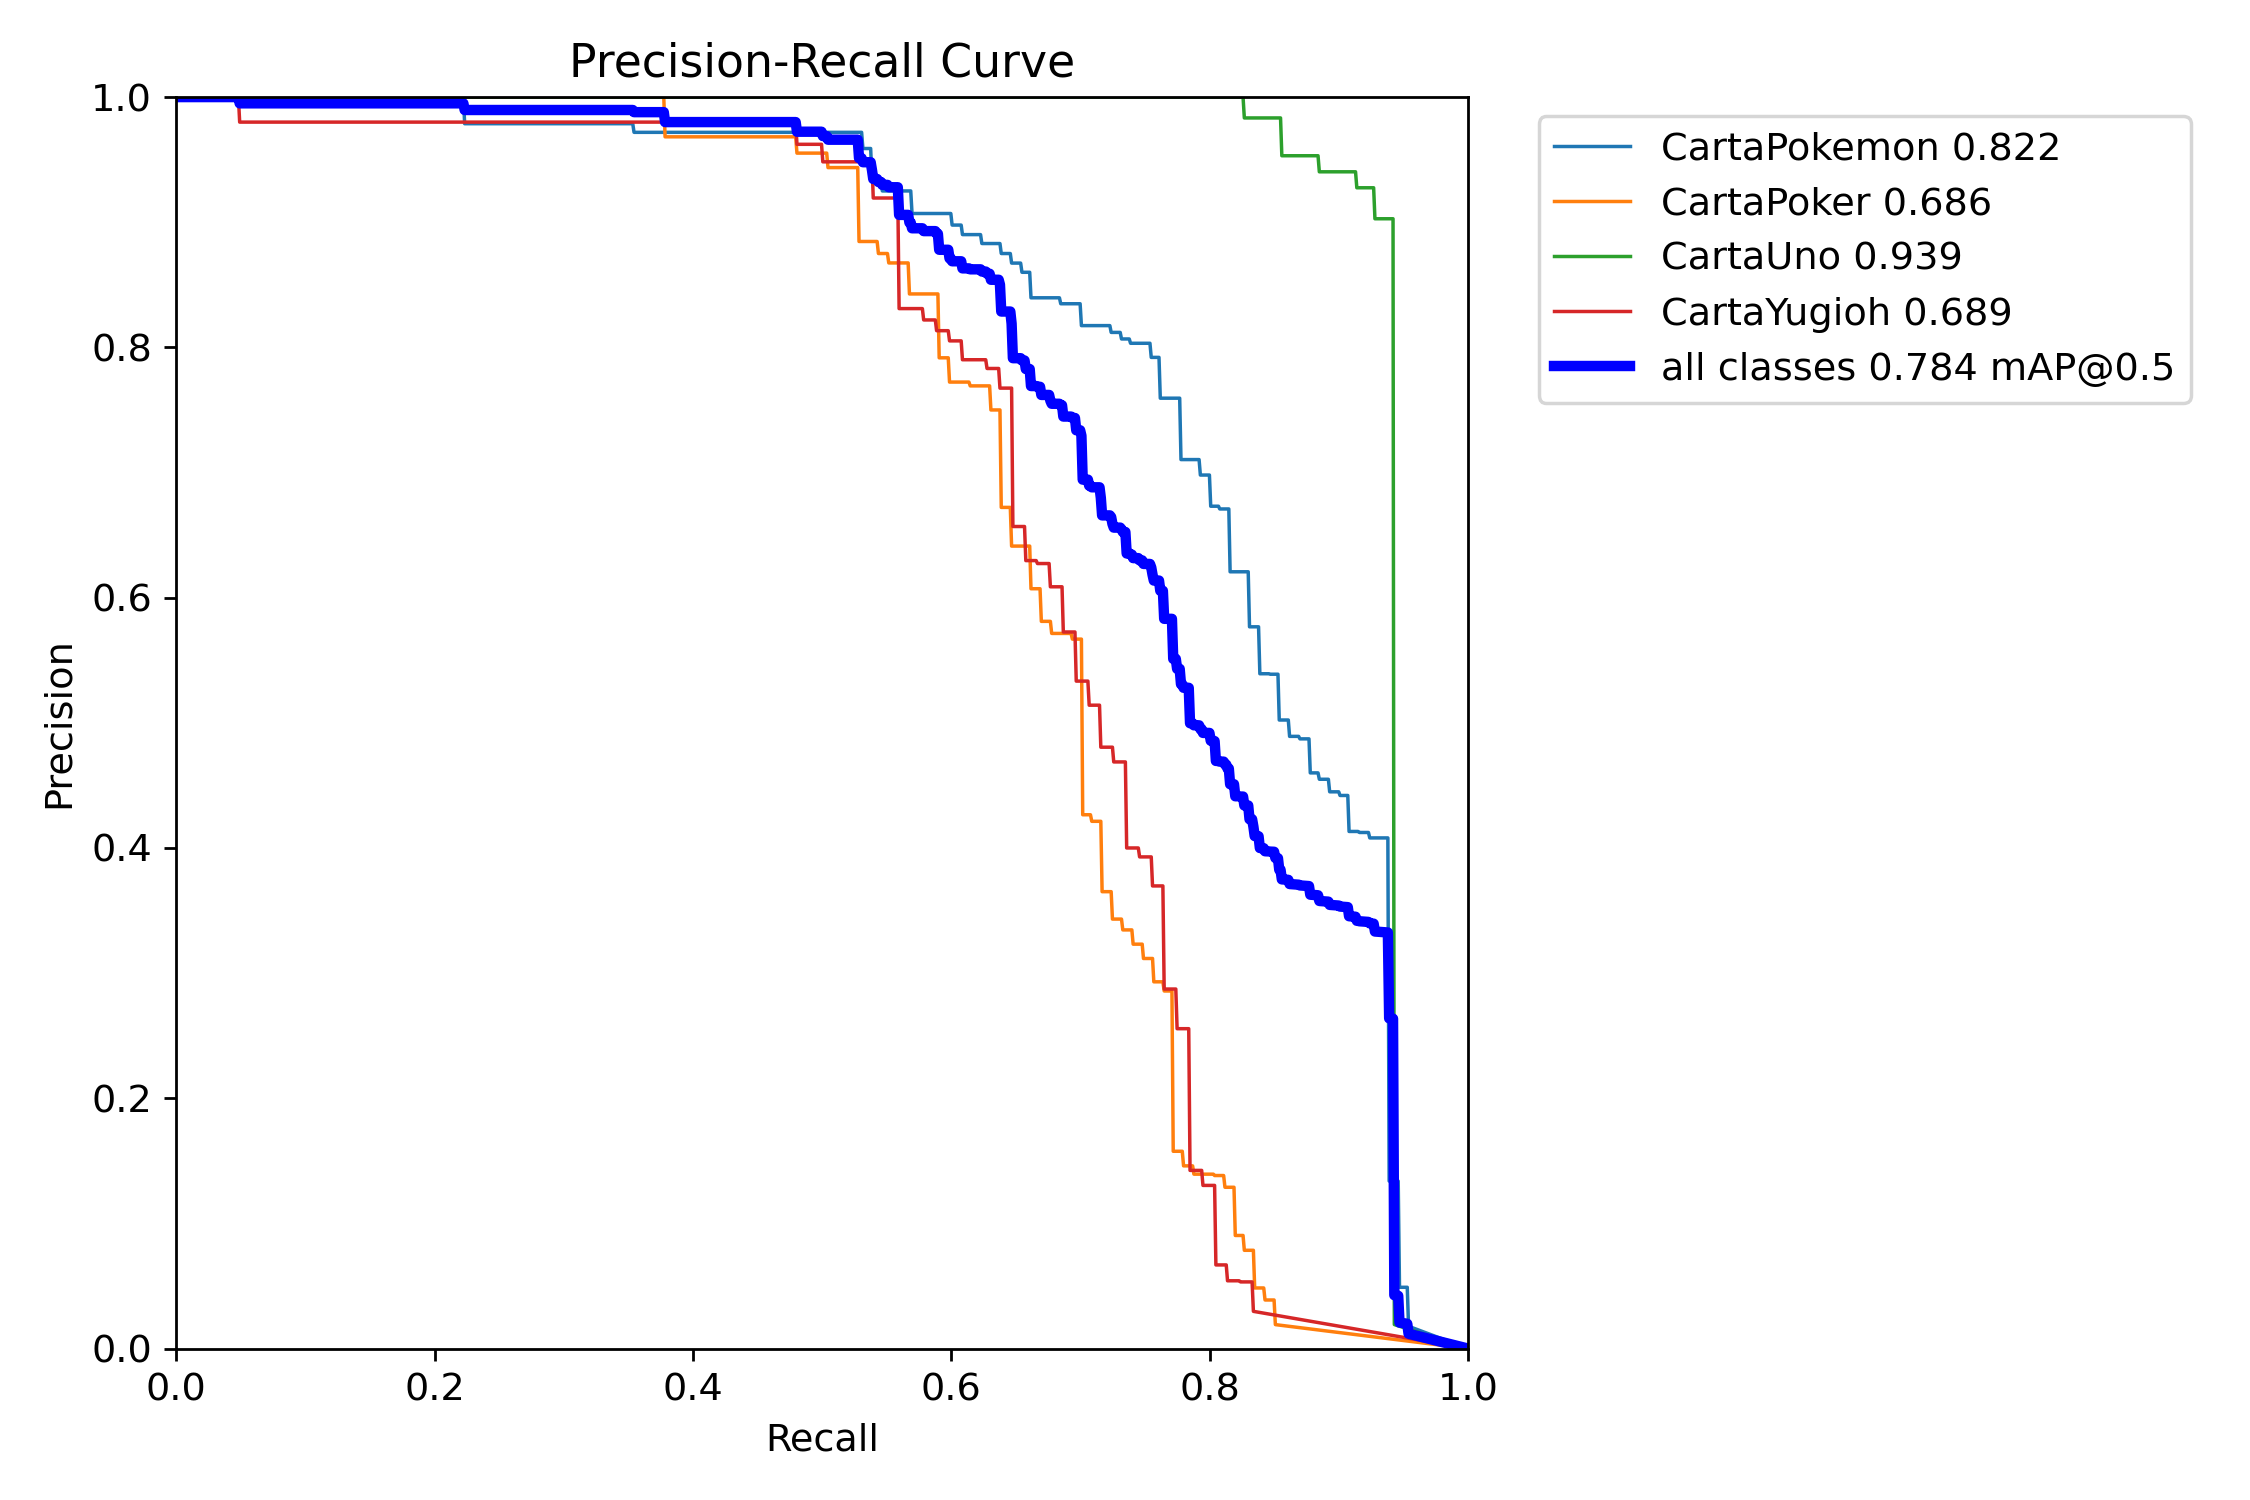 Precision-Recall Curve
1.0
0.8
0.6
0.4
0.2
0.0
Precision
0.0 0.2 0.4 0.6 0.8 1.0
Recall
CartaPokemon 0.822
CartaPoker 0.686
CartaUno 0.939
CartaYugioh 0.689
all classes 0.784 mAP@0.5